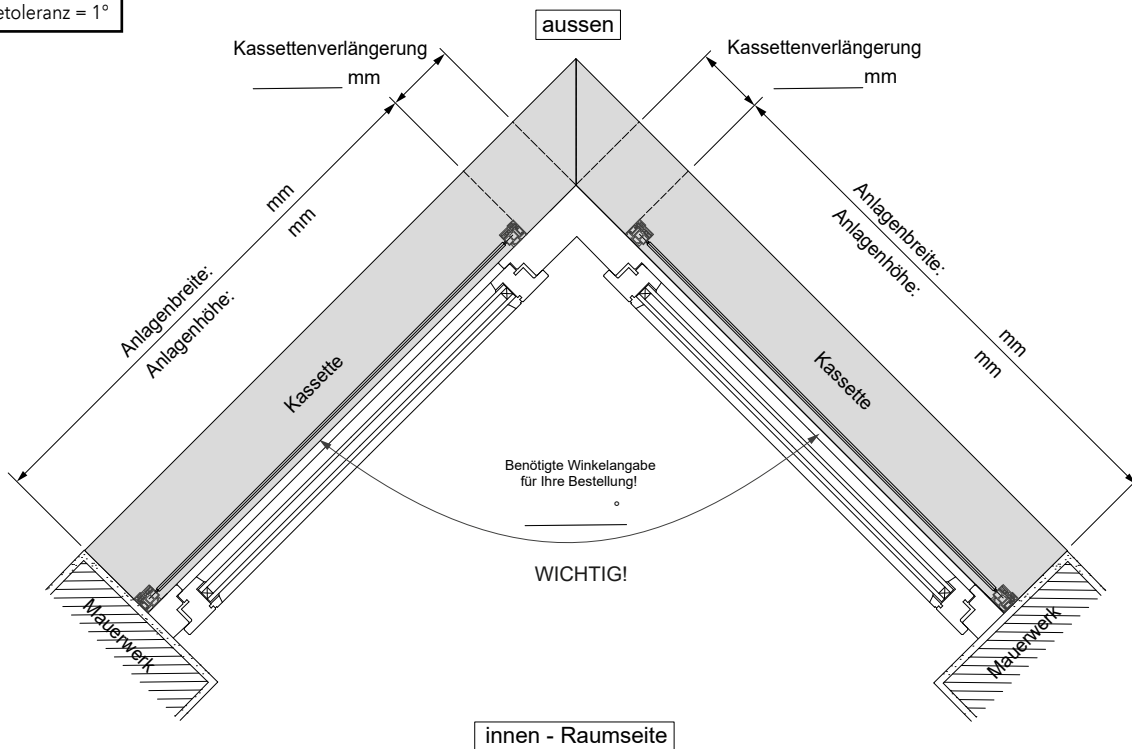 = 1°
aussen
Kassettenverlängerung
mm
Kassettenverlängerung
mm
mm
mm
Anlagenbreite:
Anlagenhöhe:
Anlagenbreite:
Anlagenhöhe:
mm
mm
Kassette
Kassette
Benötigte Winkelangabe
für Ihre Bestellung!
°
WICHTIG!
Mauerwerk
Mauerwerk
innen - Raumseite